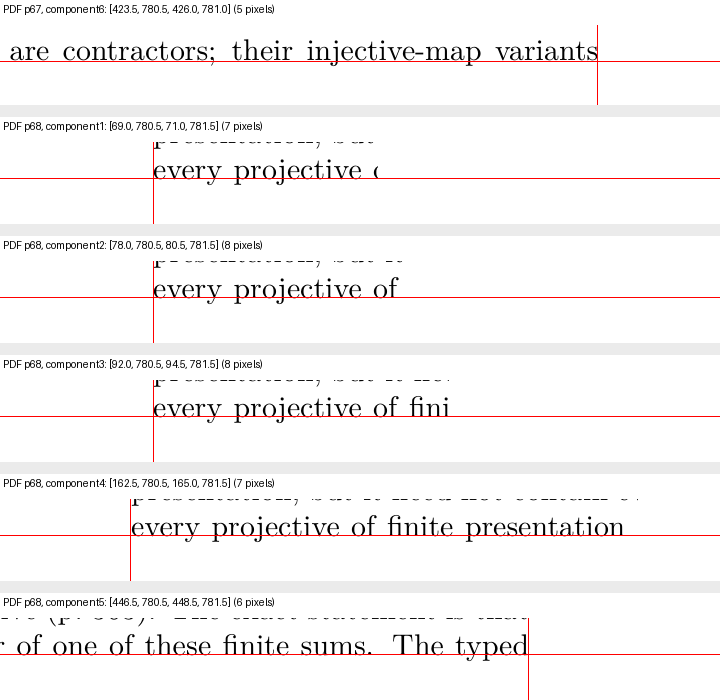 PDF p67, component6: [423.5, 780.5, 426.0, 781.0] (5 pixels)
are contractors; their injective-map variants
PDF p68, component1: [69.0, 780.5, 71.0, 781.5] (7 pixels)
every projective
PDF p68, component2: [78.0, 780.5, 80.5, 781.5] (8 pixels)
every projective of
PDF p68, component3: [92.0, 780.5, 94.5, 781.5] (8 pixels)
every projective of fini
PDF p68, component4: [162.5, 780.5, 165.0, 781.5] (7 pixels)
every projective of finite presentation
PDF p68, component5: [446.5, 780.5, 448.5, 781.5] (6 pixels)
of one of these finite sums. The typed